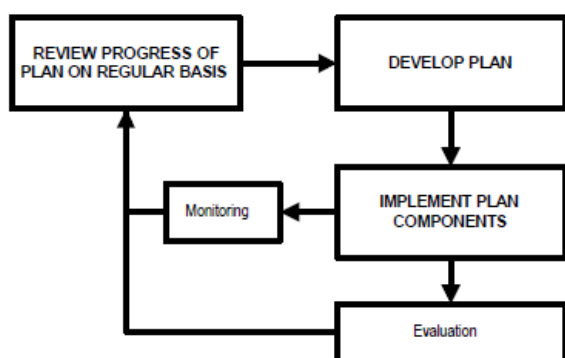 REVIEW PROGRESS OF
PLAN ON REGULAR BASIS
DEVELOP PLAN
IMPLEMENT PLAN
COMPONENTS
Monitoring
Evaluation